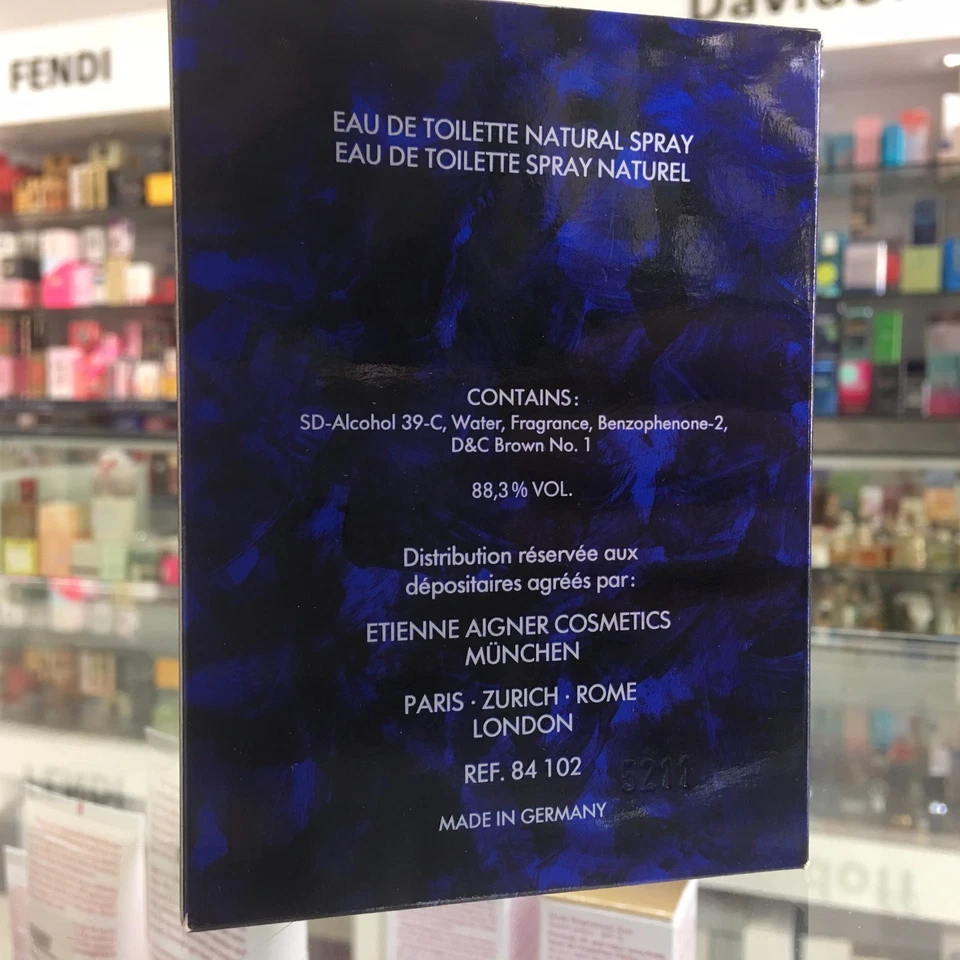 FENDI
EAU DE TOILETTE NATURAL SPRAY
EAU DE TOILETTE SPRAY NATUREL
CONTAINS:
SD-Alcohol 39-C, Water, Fragrance, Benzophenone-2,
D&C Brown No. 1
88,3% VOL.
Distribution réservée aux
dépositaires agréés par:
ETIENNE AIGNER COSMETICS
MÜNCHEN
PARIS · ZURICH · ROME
LONDON
REF. 84 102
5211
MADE IN GERMANY